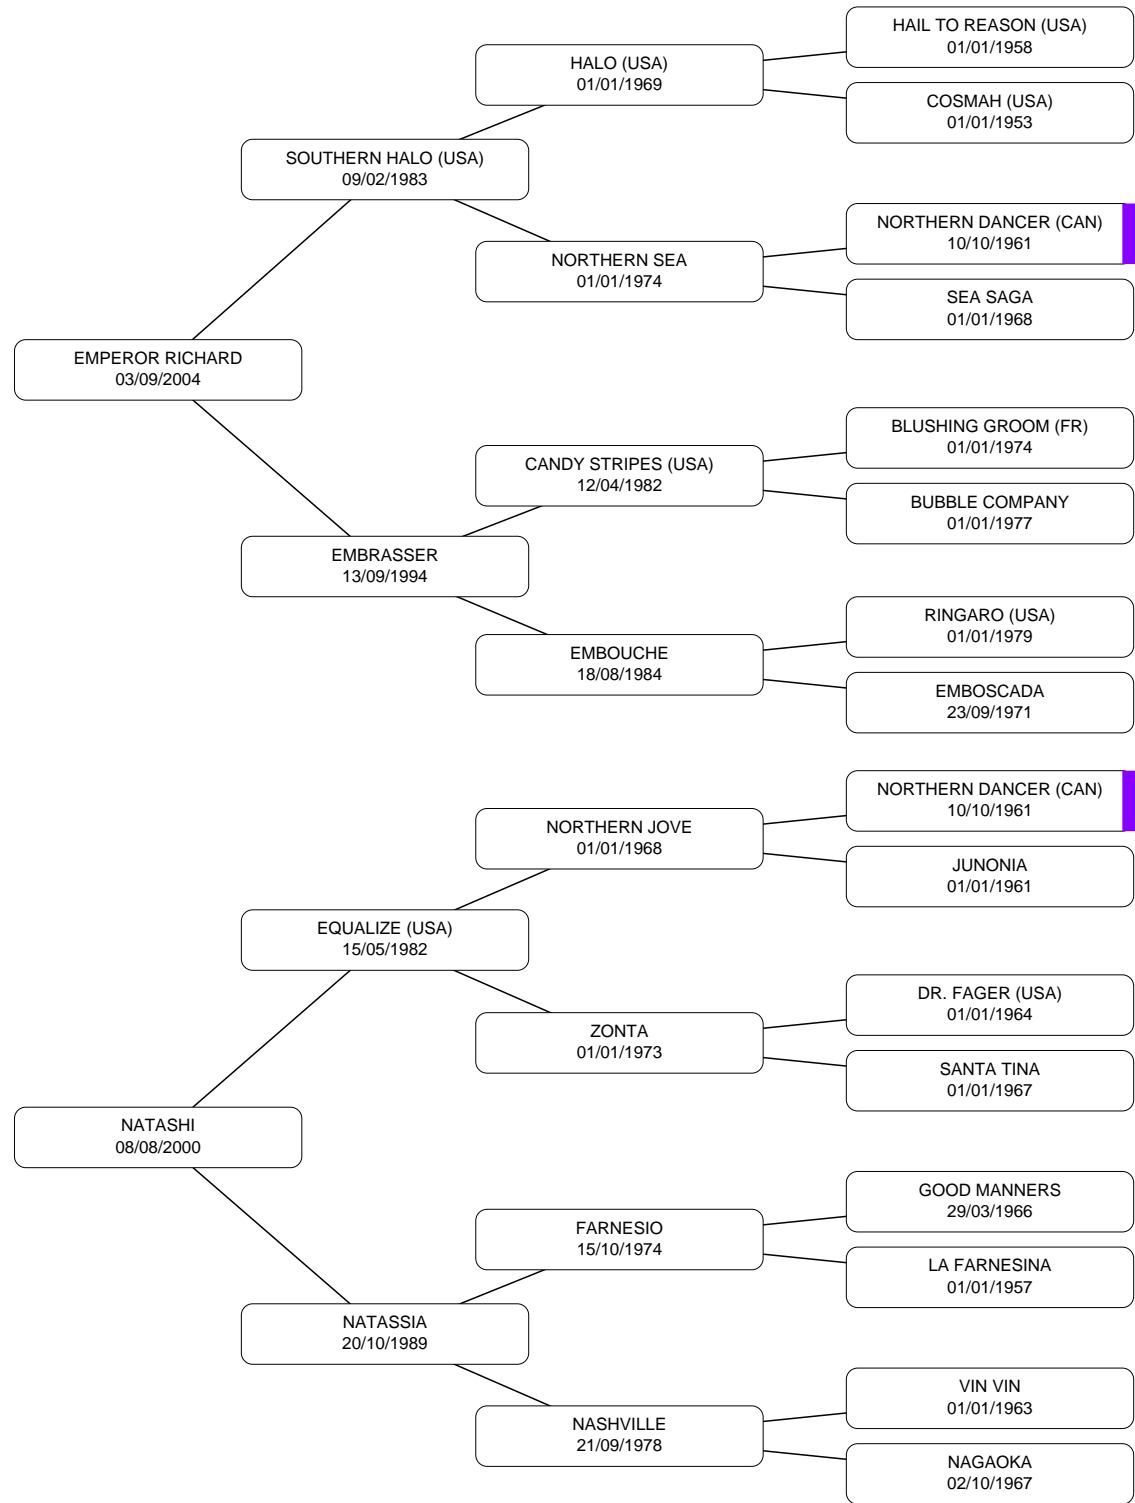 HAIL TO REASON (USA)
01/01/1958
HALO (USA)
01/01/1969
COSMAH (USA)
01/01/1953
SOUTHERN HALO (USA)
09/02/1983
NORTHERN DANCER (CAN)
10/10/1961
NORTHERN SEA
01/01/1974
SEA SAGA
01/01/1968
EMPEROR RICHARD
03/09/2004
BLUSHING GROOM (FR)
01/01/1974
CANDY STRIPES (USA)
12/04/1982
BUBBLE COMPANY
01/01/1977
EMBRASSER
13/09/1994
RINGARO (USA)
01/01/1979
EMBOUCHE
18/08/1984
EMBOSCADA
23/09/1971
NORTHERN DANCER (CAN)
10/10/1961
NORTHERN JOVE
01/01/1968
JUNONIA
01/01/1961
EQUALIZE (USA)
15/05/1982
DR. FAGER (USA)
01/01/1964
ZONTA
01/01/1973
SANTA TINA
01/01/1967
NATASHI
08/08/2000
GOOD MANNERS
29/03/1966
FARNESIO
15/10/1974
LA FARNESINA
01/01/1957
NATASSIA
20/10/1989
VIN VIN
01/01/1963
NASHVILLE
21/09/1978
NAGAOKA
02/10/1967